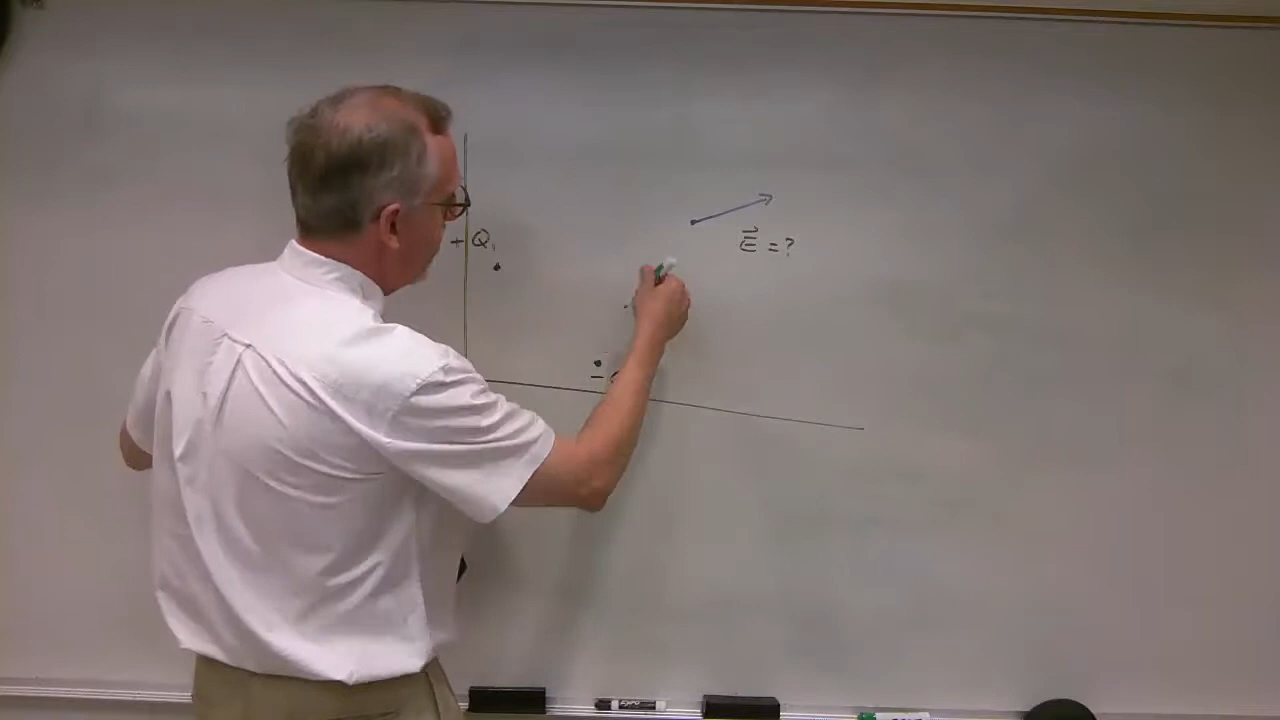 + Q₁
E⃗ = ?
−
EXPO